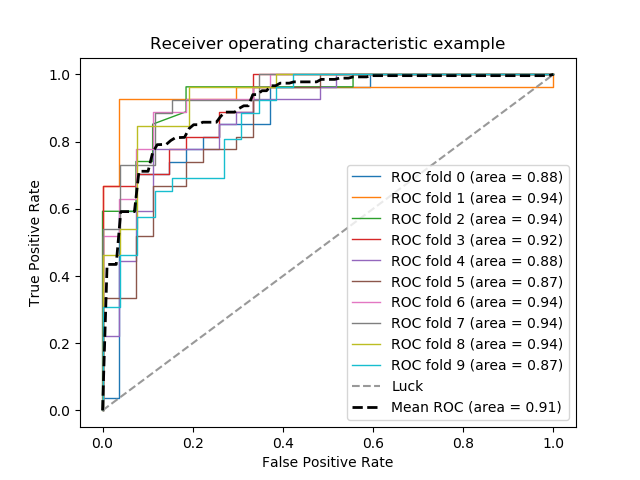 Receiver operating characteristic example
True Positive Rate
1.0
0.8
0.6
0.4
0.2
0.0
ROC fold 0 (area = 0.88)
ROC fold 1 (area = 0.94)
ROC fold 2 (area = 0.94)
ROC fold 3 (area = 0.92)
ROC fold 4 (area = 0.88)
ROC fold 5 (area = 0.87)
ROC fold 6 (area = 0.94)
ROC fold 7 (area = 0.94)
ROC fold 8 (area = 0.94)
ROC fold 9 (area = 0.87)
Luck
Mean ROC (area = 0.91)
0.0 0.2 0.4 0.6 0.8 1.0
False Positive Rate